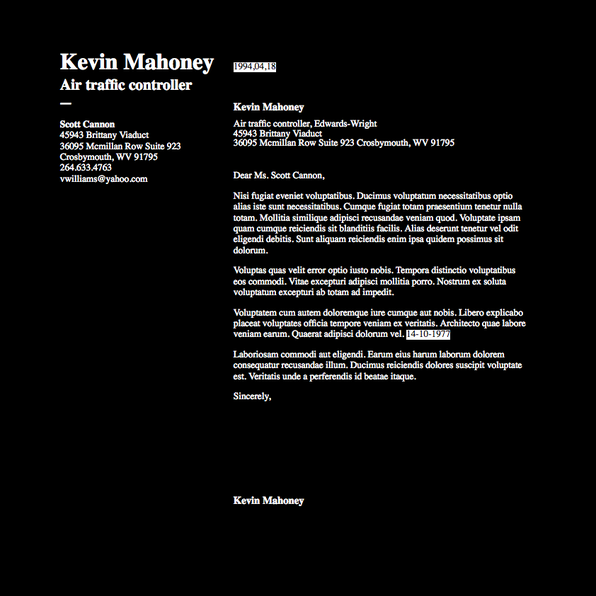 Kevin Mahoney
Air traffic controller
Scott Cannon
45943 Brittany Viaduct
36095 Mcmillan Row Suite 923
Crosbymouth, WV 91795
264.633.4763
vwilliams@yahoo.com
1994,04,18
Kevin Mahoney
Air traffic controller, Edwards-Wright
45943 Brittany Viaduct
36095 Mcmillan Row Suite 923 Crosbymouth, WV 91795
Dear Ms. Scott Cannon,
Nisi fugiat eveniet voluptatibus. Ducimus voluptatum necessitatibus optio
alias iste sunt necessitatibus. Cumque fugiat totam praesentium tenetur nulla
totam. Mollitia similique adipisci recusandae veniam quod. Voluptate ipsam
quam cumque reiciendis sit blanditiis facilis. Alias deserunt tenetur vel odit
eligendi debitis. Sunt aliquam reiciendis enim ipsa quidem possimus sit
dolorum.
Voluptas quas velit error optio iusto nobis. Tempora distinctio voluptatibus
eos commodi. Vitae excepturi adipisci mollitia porro. Nostrum ex soluta
voluptatum excepturi ab totam ad impedit.
Voluptatem cum autem doloremque iure cumque aut nobis. Libero explicabo
placeat voluptates officia tempore veniam ex veritatis. Architecto quae labore
veniam earum. Quaerat adipisci dolorum vel. 14-10-1977
Laboriosam commodi aut eligendi. Earum eius harum laborum dolorem
consequatur recusandae illum. Ducimus reiciendis dolores suscipit voluptate
est. Veritatis unde a perferendis id beatae itaque.
Sincerely,
Kevin Mahoney